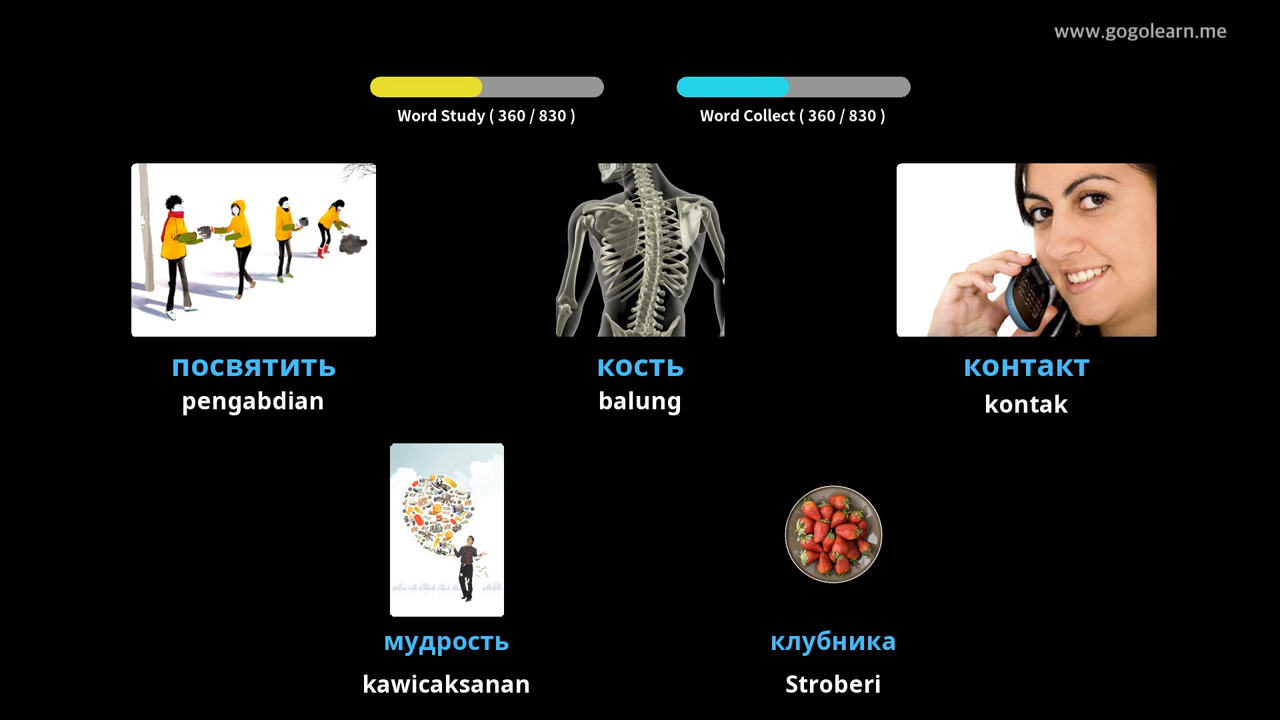 www.gogolearn.me
Word Study ( 360 / 830 )
Word Collect ( 360 / 830 )
посвятить
pengabdian
кость
balung
контакт
kontak
мудрость
kawicaksanan
клубника
Stroberi